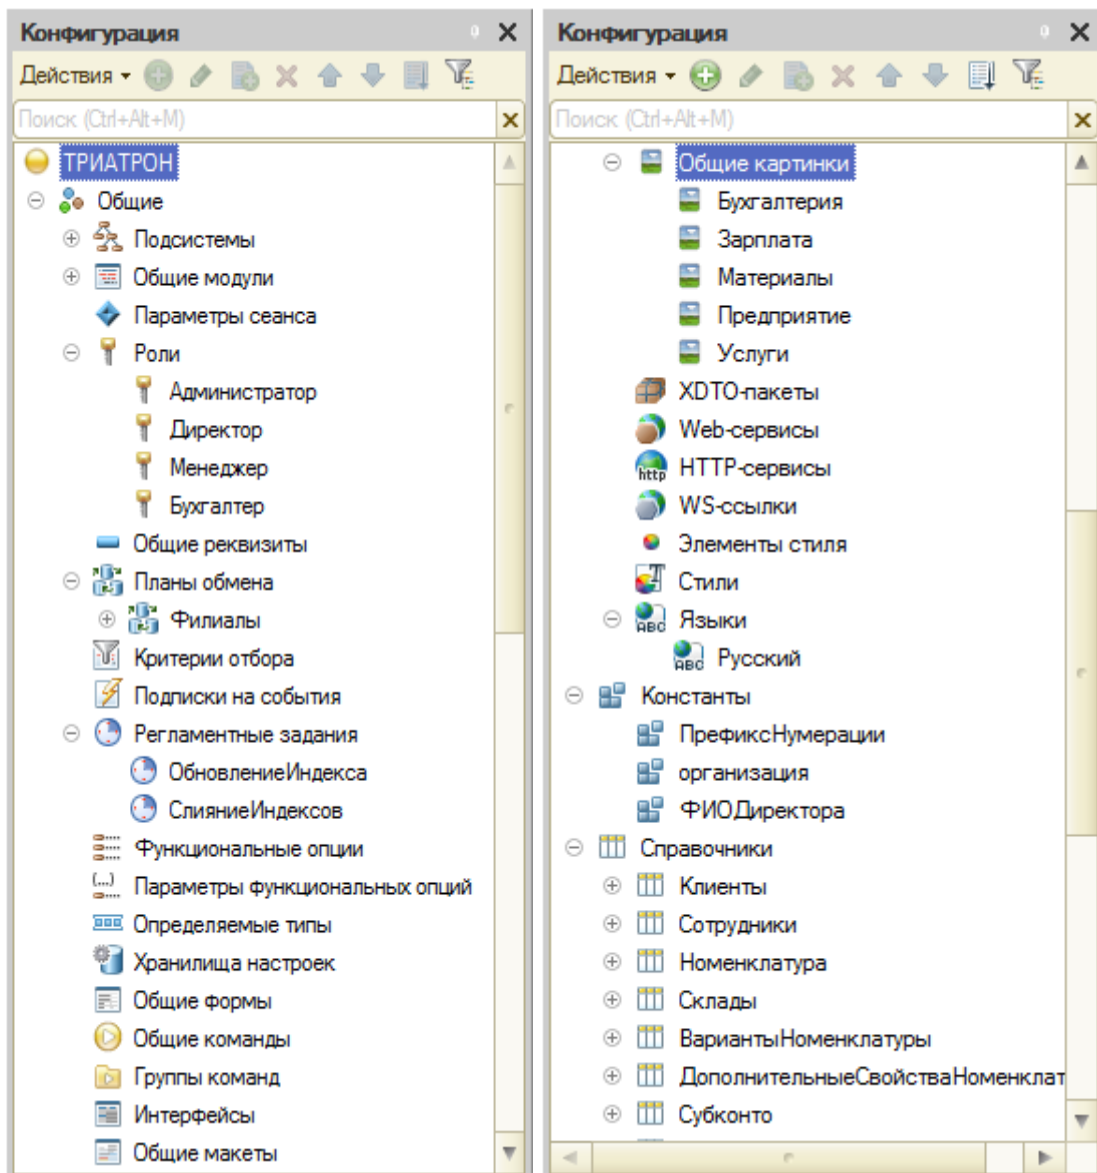 Конфигурация
Действия
Поиск (Ctrl+Alt+M)
ТРИАТРОН
Общие
Подсистемы
Общие модули
Параметры сеанса
Роли
Администратор
Директор
Менеджер
Бухгалтер
Общие реквизиты
Планы обмена
Филиалы
Критерии отбора
Подписки на события
Регламентные задания
ОбновлениеИндекса
СлияниеИндексов
Функциональные опции
(...) Параметры функциональных опций
Определяемые типы
Хранилища настроек
Общие формы
Общие команды
Группы команд
Интерфейсы
Общие макеты
Конфигурация
Действия
Поиск (Ctrl+Alt+M)
Общие картинки
Бухгалтерия
Зарплата
Материалы
Предприятие
Услуги
XDTO-пакеты
Web-сервисы
http HTTP-сервисы
WS-ссылки
Элементы стиля
Стили
ABC Языки
ABC Русский
Константы
ПрефиксНумерации
организация
ФИОДиректора
Справочники
Клиенты
Сотрудники
Номенклатура
Склады
ВариантыНоменклатуры
ДополнительныеСвойстваНоменклат
Субконто